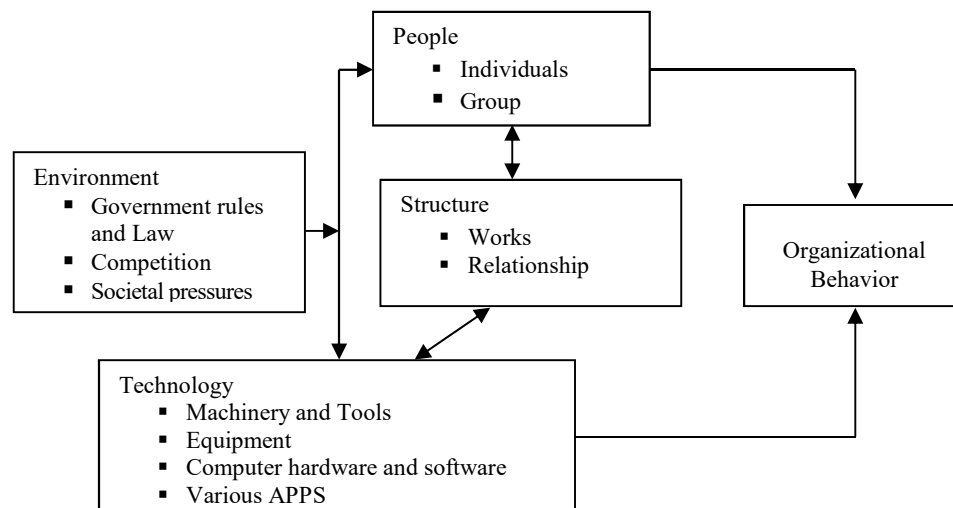 People
▪ Individuals
▪ Group
Environment
▪ Government rules
and Law
▪ Competition
▪ Societal pressures
Structure
▪ Works
▪ Relationship
Organizational
Behavior
Technology
▪ Machinery and Tools
▪ Equipment
▪ Computer hardware and software
▪ Various APPS